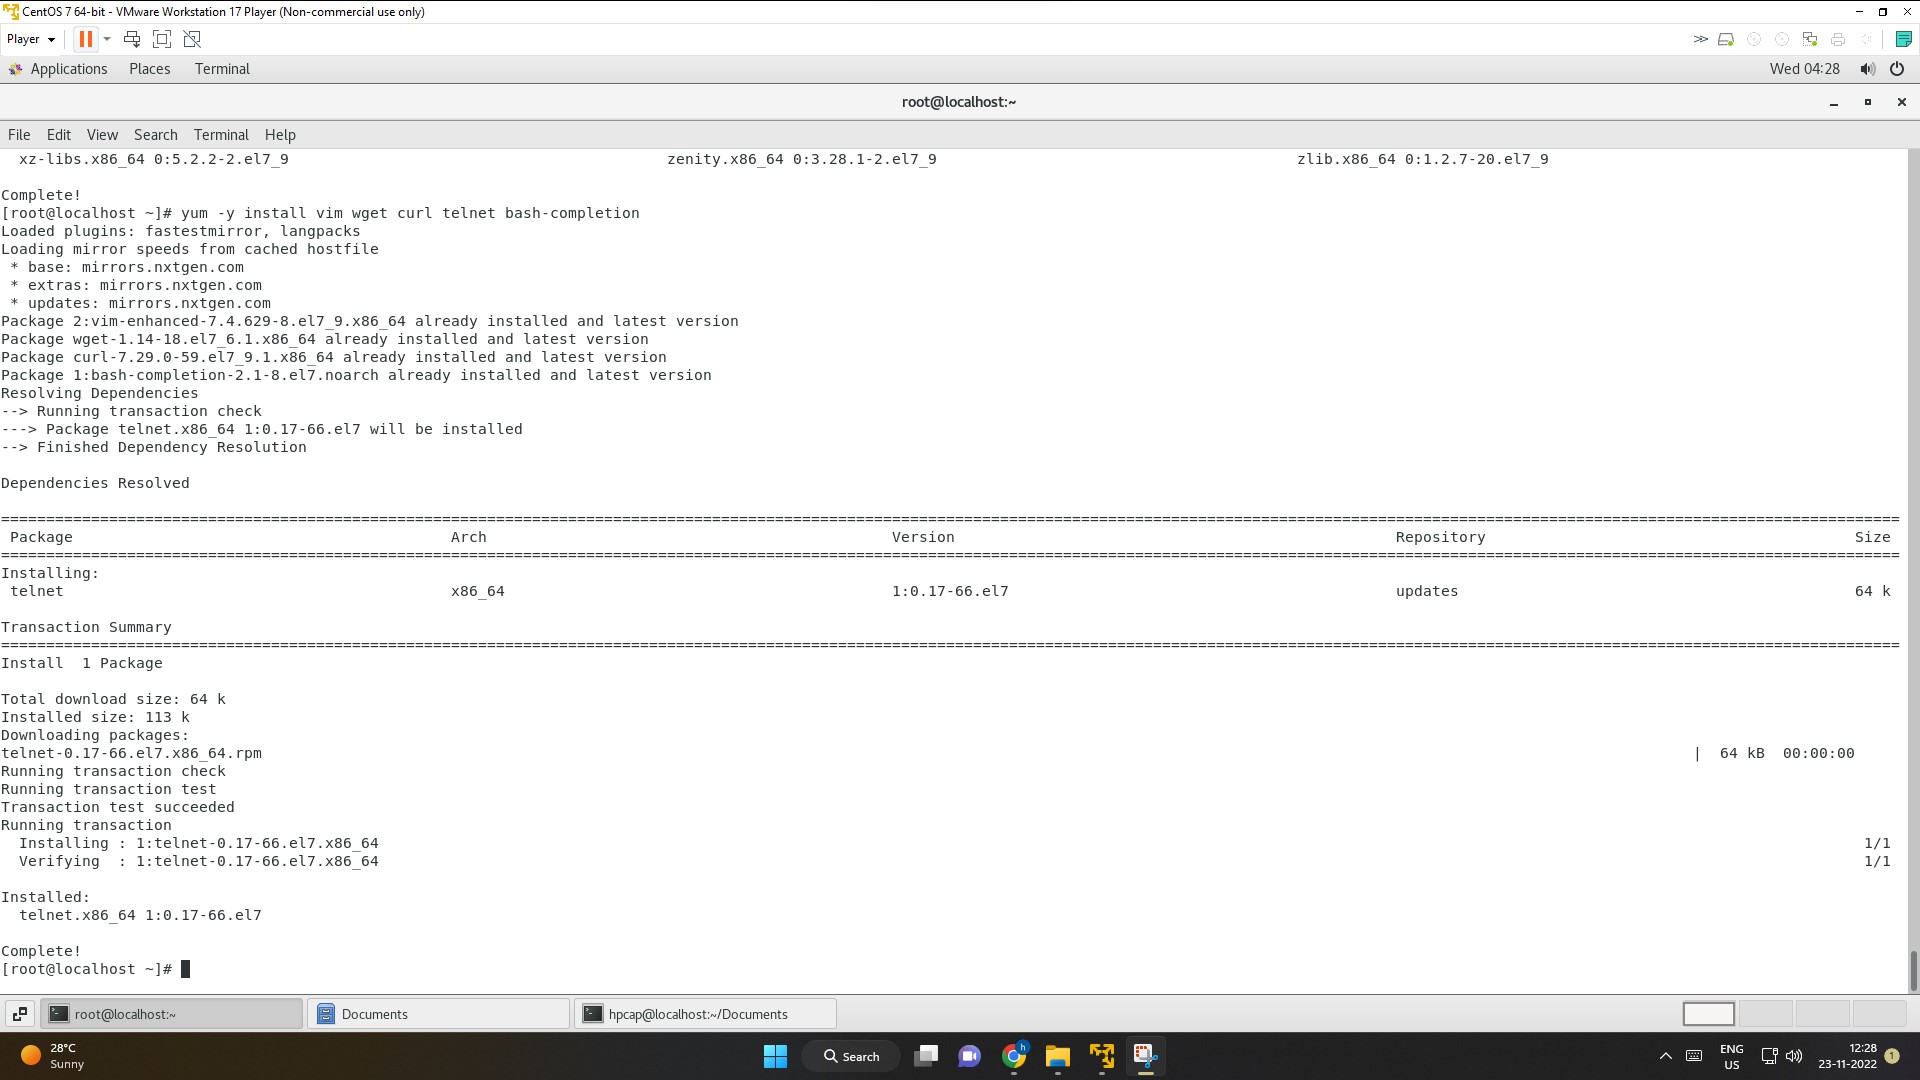 CentOS 7 64-bit - VMware Workstation 17 Player (Non-commercial use only)
Player
Applications Places Terminal Wed 04:28
root@localhost:~
File Edit View Search Terminal Help
  xz-libs.x86_64 0:5.2.2-2.el7_9 zenity.x86_64 0:3.28.1-2.el7_9 zlib.x86_64 0:1.2.7-20.el7_9
Complete!
[root@localhost ~]# yum -y install vim wget curl telnet bash-completion
Loaded plugins: fastestmirror, langpacks
Loading mirror speeds from cached hostfile
 * base: mirrors.nxtgen.com
 * extras: mirrors.nxtgen.com
 * updates: mirrors.nxtgen.com
Package 2:vim-enhanced-7.4.629-8.el7_9.x86_64 already installed and latest version
Package wget-1.14-18.el7_6.1.x86_64 already installed and latest version
Package curl-7.29.0-59.el7_9.1.x86_64 already installed and latest version
Package 1:bash-completion-2.1-8.el7.noarch already installed and latest version
Resolving Dependencies
--> Running transaction check
---> Package telnet.x86_64 1:0.17-66.el7 will be installed
--> Finished Dependency Resolution
Dependencies Resolved
Package Arch Version Repository Size
Installing:
 telnet x86_64 1:0.17-66.el7 updates 64 k
Transaction Summary
Install  1 Package
Total download size: 64 k
Installed size: 113 k
Downloading packages:
telnet-0.17-66.el7.x86_64.rpm | 64 kB 00:00:00
Running transaction check
Running transaction test
Transaction test succeeded
Running transaction
  Installing : 1:telnet-0.17-66.el7.x86_64 1/1
  Verifying  : 1:telnet-0.17-66.el7.x86_64 1/1
Installed:
  telnet.x86_64 1:0.17-66.el7
Complete!
[root@localhost ~]#
root@localhost:~ Documents hpcap@localhost:~/Documents
28°C
Sunny
Search
h
ENG
US
12:28
23-11-2022
1